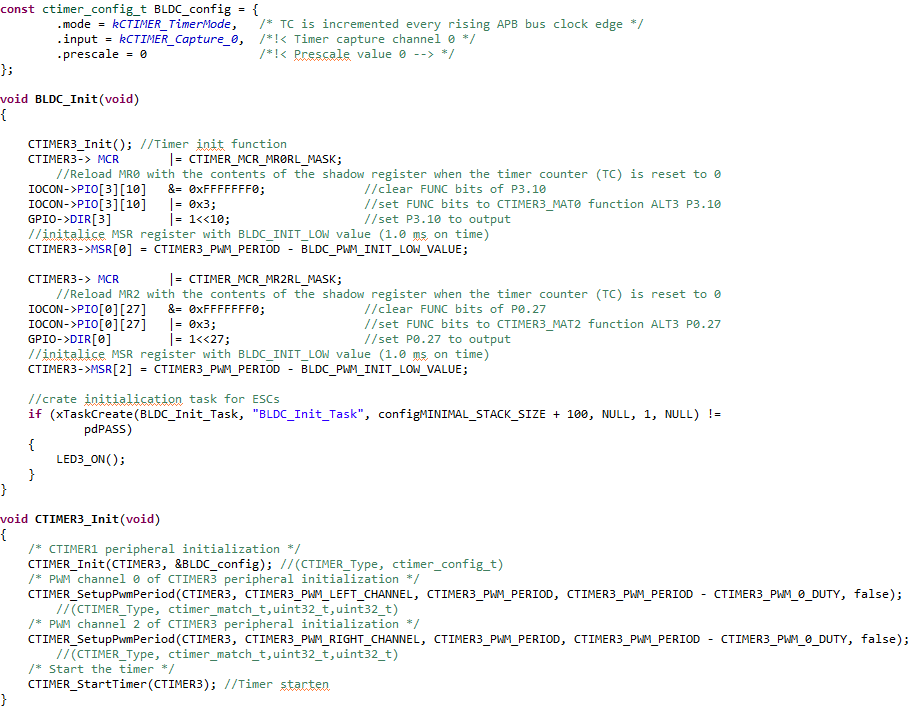 const ctimer_config_t BLDC_config = {
.mode = kCTIMER_TimerMode, /* TC is incremented every rising APB bus clock edge */
.input = kCTIMER_Capture_0, /*!< Timer capture channel 0 */
.prescale = 0 /*!< Prescale value 0 --> */
};
void BLDC_Init(void)
{
CTIMER3_Init(); //Timer init function
CTIMER3-> MCR |= CTIMER_MCR_MR0RL_MASK;
//Reload MR0 with the contents of the shadow register when the timer counter (TC) is reset to 0
IOCON->PIO[3][10] &= 0xFFFFFFF0; //clear FUNC bits of P3.10
IOCON->PIO[3][10] |= 0x3; //set FUNC bits to CTIMER3_MAT0 function ALT3 P3.10
GPIO->DIR[3] |= 1<<10; //set P3.10 to output
//initalice MSR register with BLDC_INIT_LOW value (1.0 ms on time)
CTIMER3->MSR[0] = CTIMER3_PWM_PERIOD - BLDC_PWM_INIT_LOW_VALUE;
CTIMER3-> MCR |= CTIMER_MCR_MR2RL_MASK;
//Reload MR2 with the contents of the shadow register when the timer counter (TC) is reset to 0
IOCON->PIO[0][27] &= 0xFFFFFFF0; //clear FUNC bits of P0.27
IOCON->PIO[0][27] |= 0x3; //set FUNC bits to CTIMER3_MAT2 function ALT3 P0.27
GPIO->DIR[0] |= 1<<27; //set P0.27 to output
//initalice MSR register with BLDC_INIT_LOW value (1.0 ms on time)
CTIMER3->MSR[2] = CTIMER3_PWM_PERIOD - BLDC_PWM_INIT_LOW_VALUE;
//crate initialication task for ESCs
if (xTaskCreate(BLDC_Init_Task, "BLDC_Init_Task", configMINIMAL_STACK_SIZE + 100, NULL, 1, NULL) !=
pdPASS)
{
LED3_ON();
}
}
void CTIMER3_Init(void)
{
/* CTIMER1 peripheral initialization */
CTIMER_Init(CTIMER3, &BLDC_config); //(CTIMER_Type, ctimer_config_t)
/* PWM channel 0 of CTIMER3 peripheral initialization */
CTIMER_SetupPwmPeriod(CTIMER3, CTIMER3_PWM_LEFT_CHANNEL, CTIMER3_PWM_PERIOD, CTIMER3_PWM_PERIOD - CTIMER3_PWM_0_DUTY, false);
//(CTIMER_Type, ctimer_match_t,uint32_t,uint32_t)
/* PWM channel 2 of CTIMER3 peripheral initialization */
CTIMER_SetupPwmPeriod(CTIMER3, CTIMER3_PWM_RIGHT_CHANNEL, CTIMER3_PWM_PERIOD, CTIMER3_PWM_PERIOD - CTIMER3_PWM_0_DUTY, false);
//(CTIMER_Type, ctimer_match_t,uint32_t,uint32_t)
/* Start the timer */
CTIMER_StartTimer(CTIMER3); //Timer starten
}